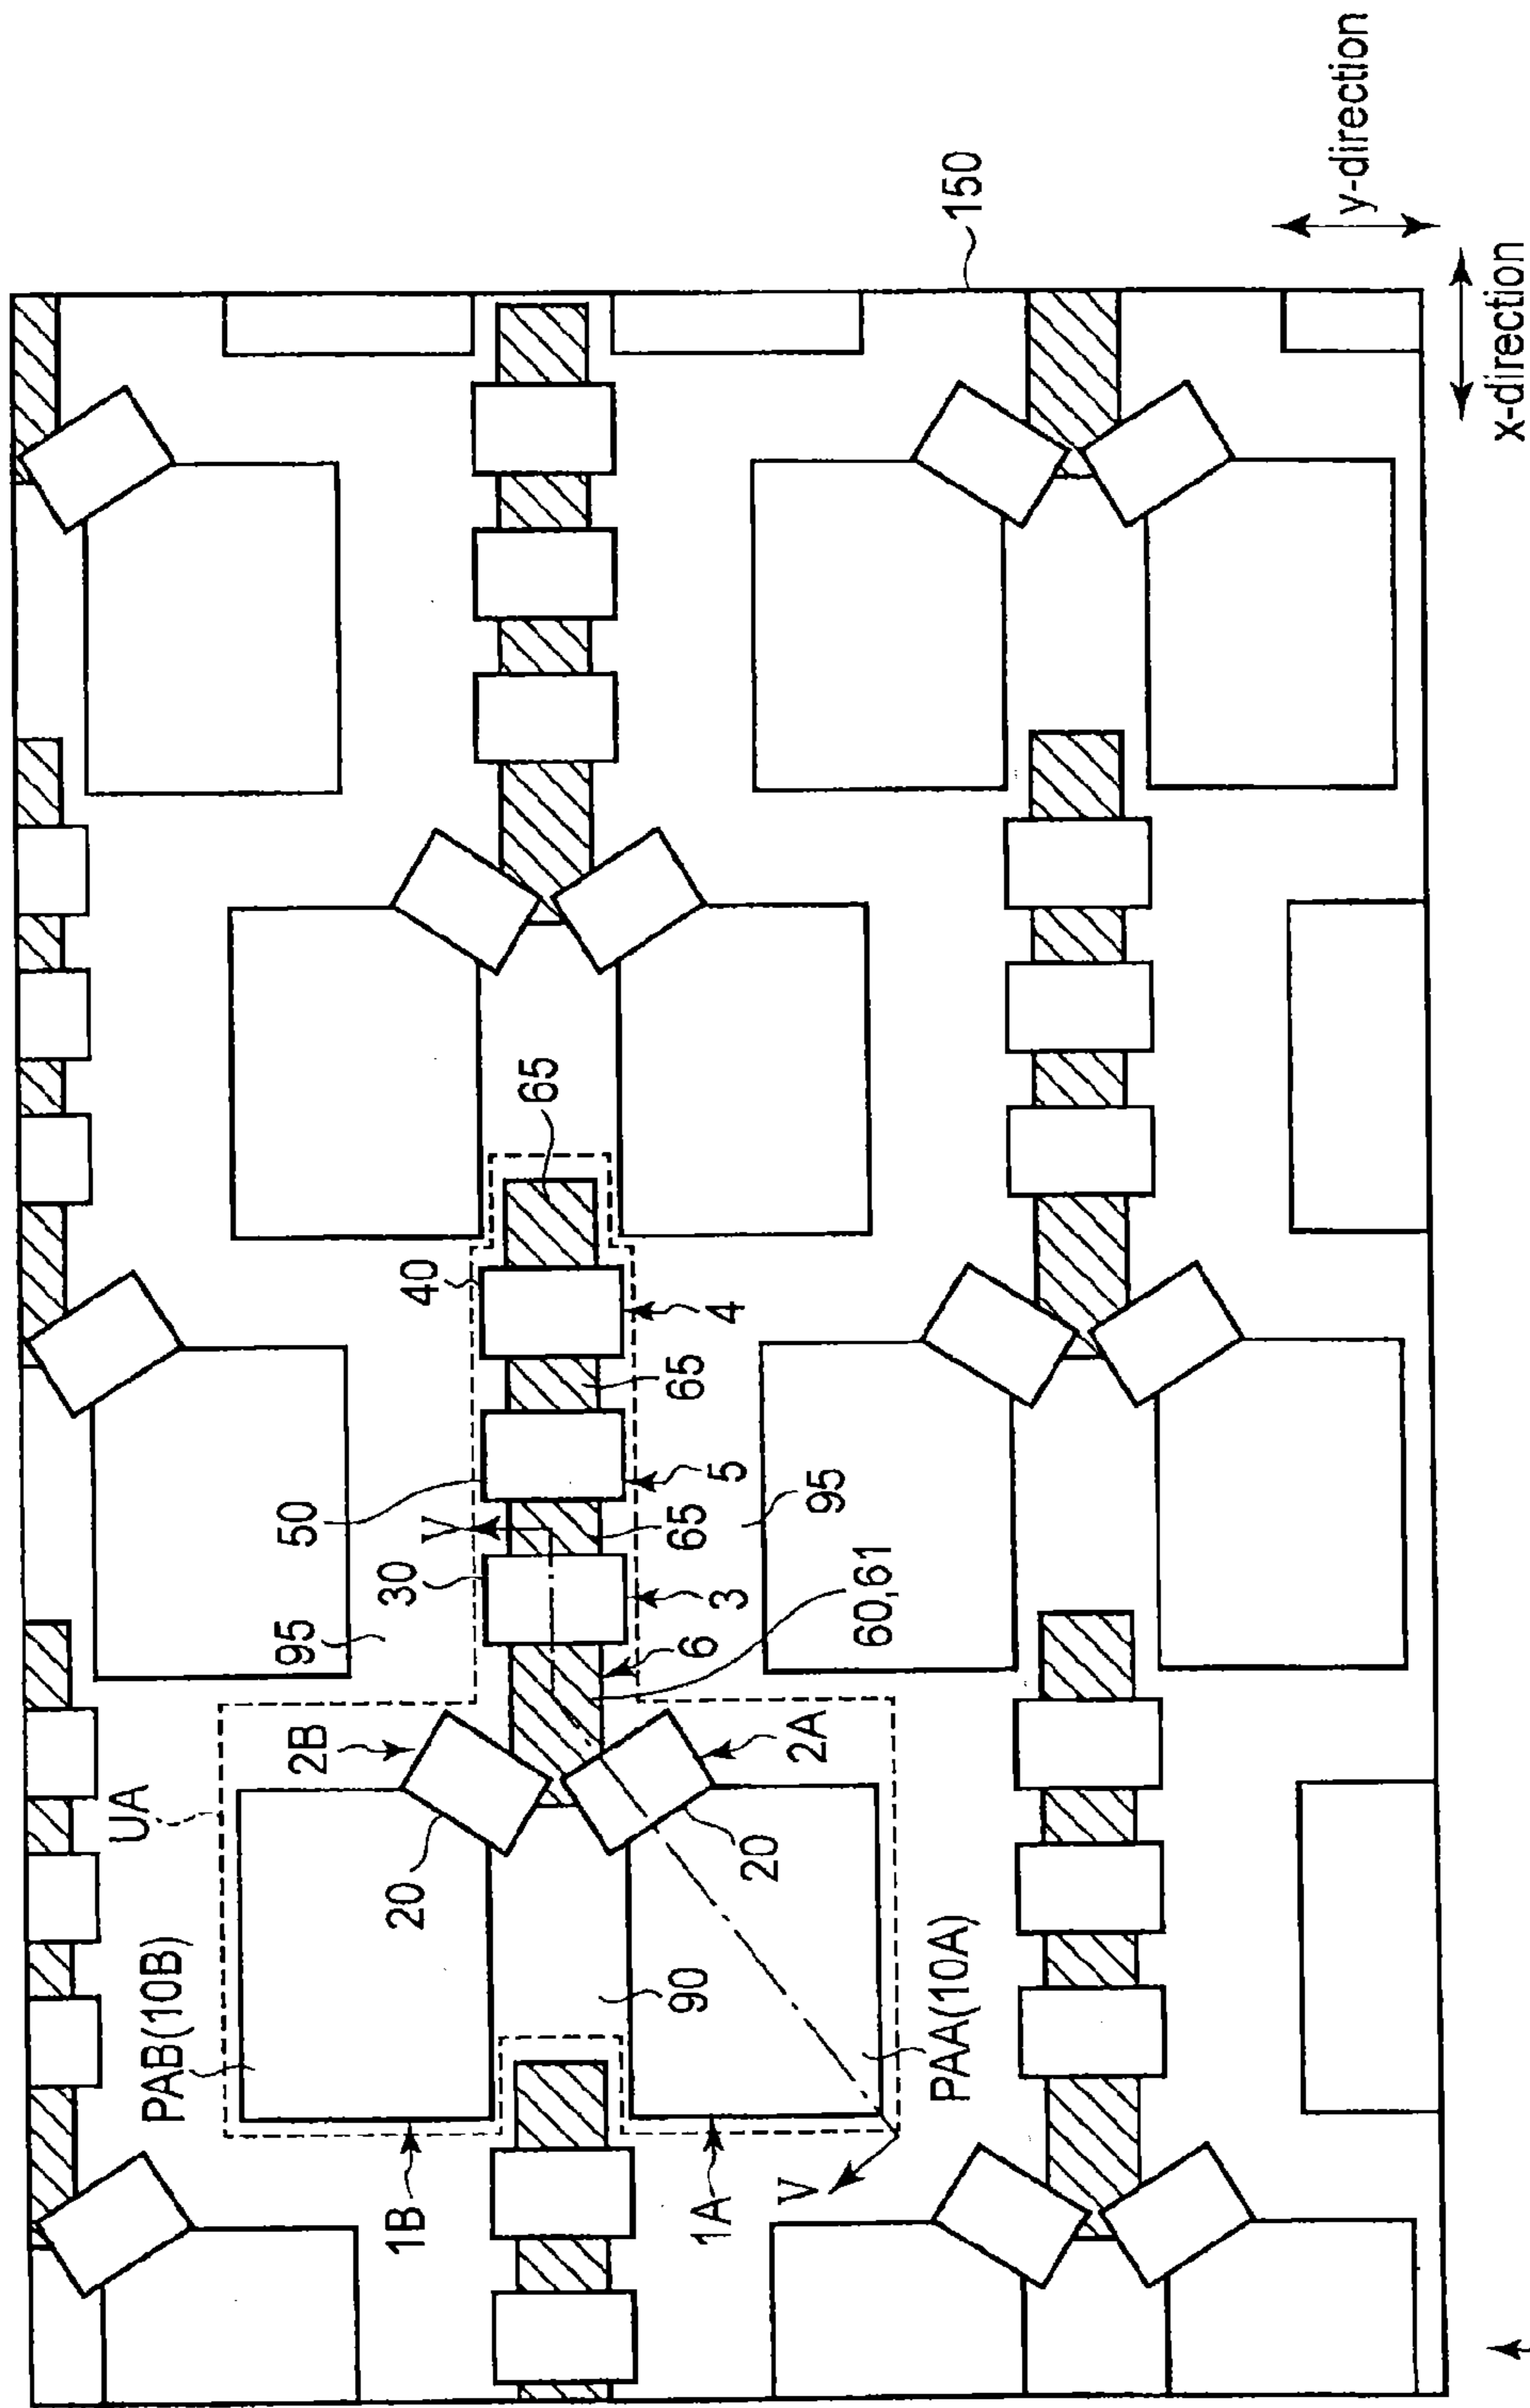 x-direction
y-direction
150
65
40
4
65
50
5
V
65
95
30
3
60,61
95
6
UA
2B
2A
20
20
PAB(10B)
90
PAA(10A)
1B
1A
V